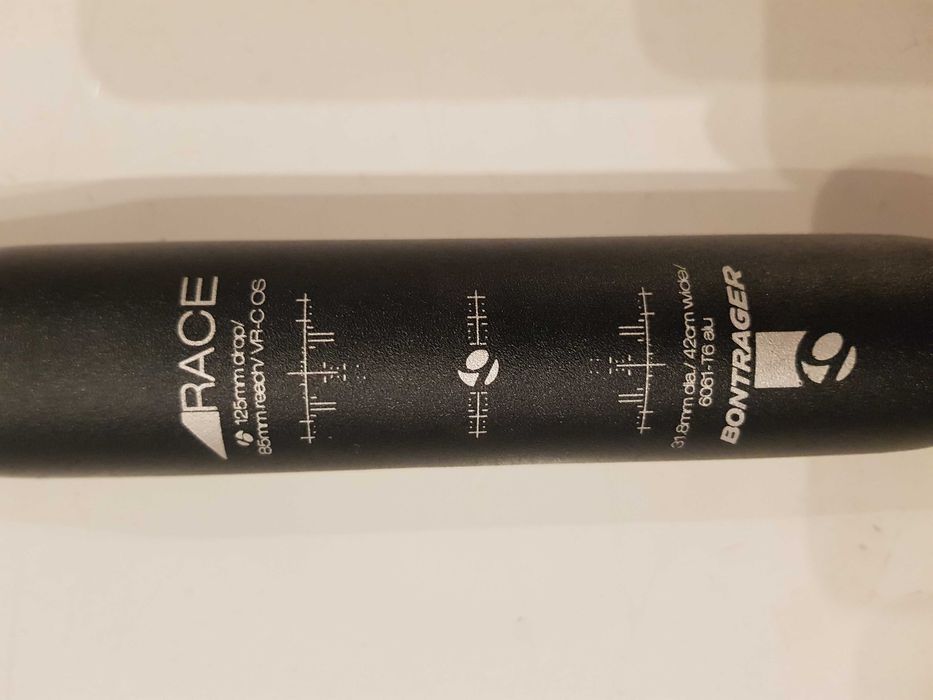 RACE
125mm drop/
85mm reach/ VR-C OS
31.8mm dia./ 42cm wide/
6061-T6 alu
BONTRAGER